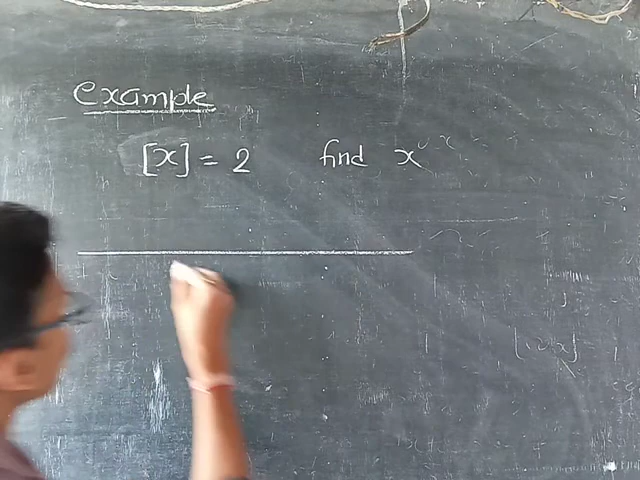 Example
[x] = 2 find x